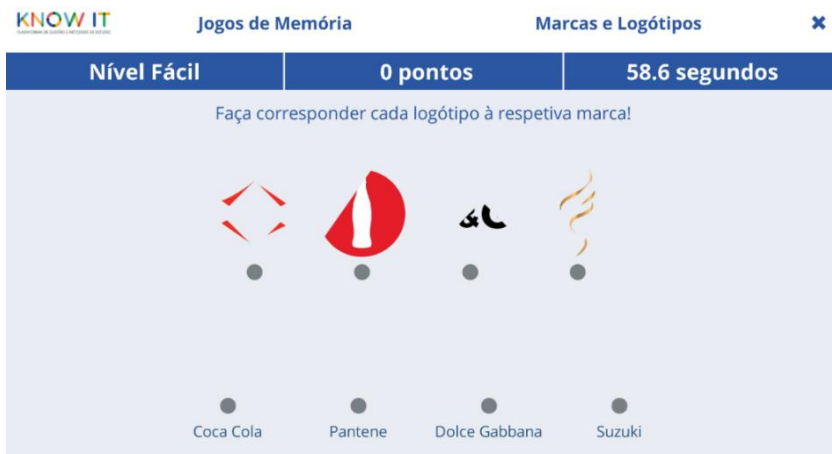 KNOW IT
Jogos de Memória
Marcas e Logótipos
Nível Fácil
0 pontos
58.6 segundos
Faça corresponder cada logótipo à respetiva marca!
&
Coca Cola
Pantene
Dolce Gabbana
Suzuki